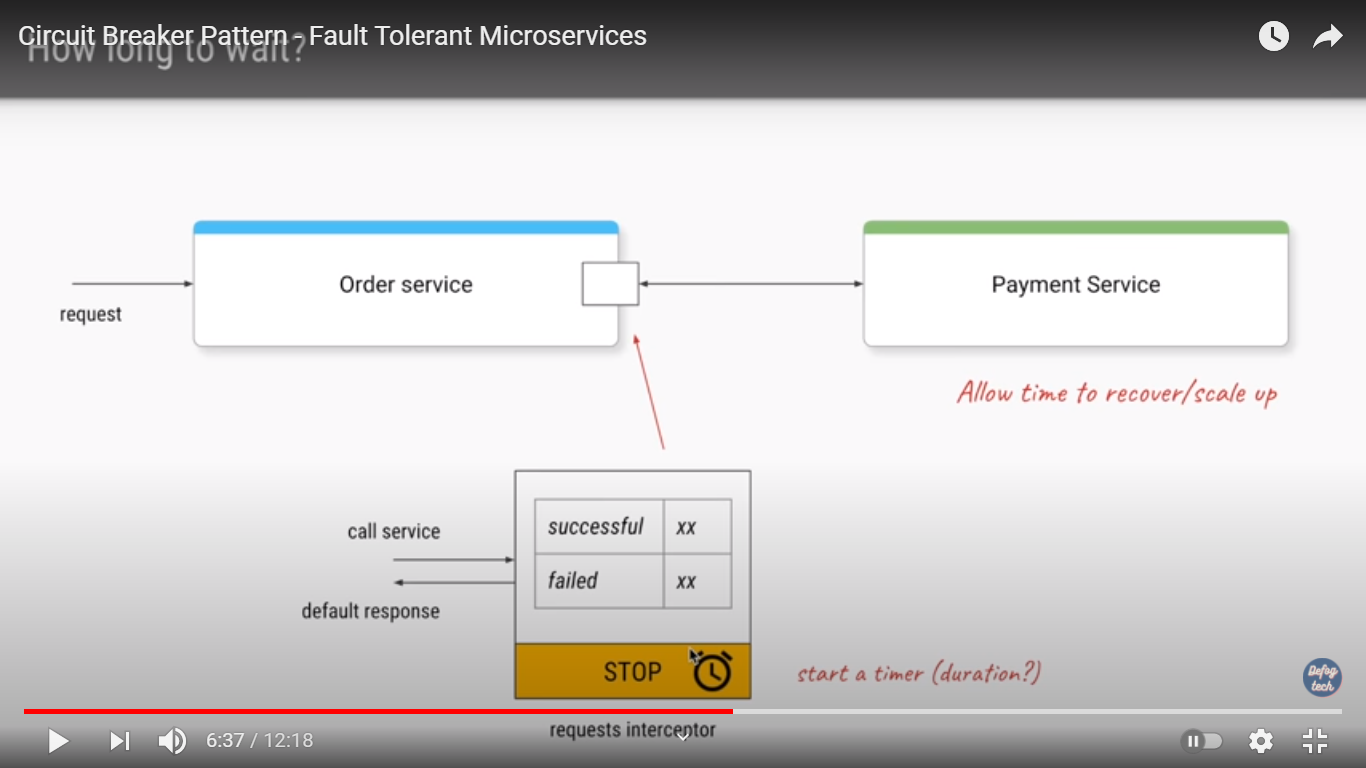 Circuit Breaker Pattern - Fault Tolerant Microservices
How long to wait?
Order service
Payment Service
request
Allow time to recover/scale up
call service
successful xx
failed xx
default response
STOP
start a timer (duration?)
Defog
tech
requests interceptor
6:37 / 12:18